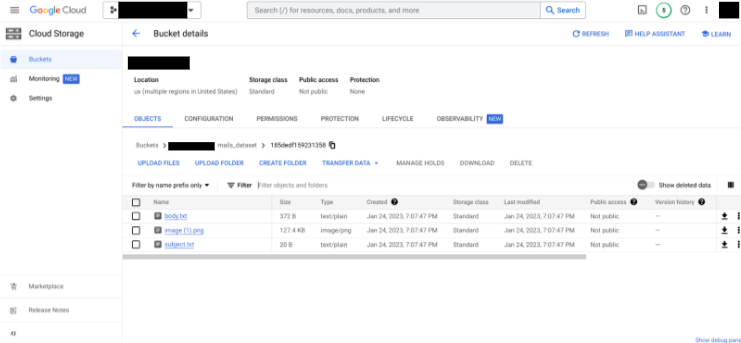 Google Cloud
Search (/) for resources, docs, products, and more
Search
5
Cloud Storage
Bucket details
REFRESH
HELP ASSISTANT
LEARN
Buckets
Monitoring NEW
Settings
Location Storage class Public access Protection
us (multiple regions in United States) Standard Not public None
OBJECTS CONFIGURATION PERMISSIONS PROTECTION LIFECYCLE OBSERVABILITY NEW
Buckets > mails_dataset > 185dedf159231358
UPLOAD FILES UPLOAD FOLDER CREATE FOLDER TRANSFER DATA MANAGE HOLDS DOWNLOAD DELETE
Filter by name prefix only Filter Filter objects and folders Show deleted data
Name Size Type Created Storage class Last modified Public access Version history
body.txt 372 B text/plain Jan 24, 2023, 7:07:47 PM Standard Jan 24, 2023, 7:07:47 PM Not public —
image (1).png 127.4 KB image/png Jan 24, 2023, 7:07:47 PM Standard Jan 24, 2023, 7:07:47 PM Not public —
subject.txt 20 B text/plain Jan 24, 2023, 7:07:47 PM Standard Jan 24, 2023, 7:07:47 PM Not public —
Marketplace
Release Notes
Show debug pane